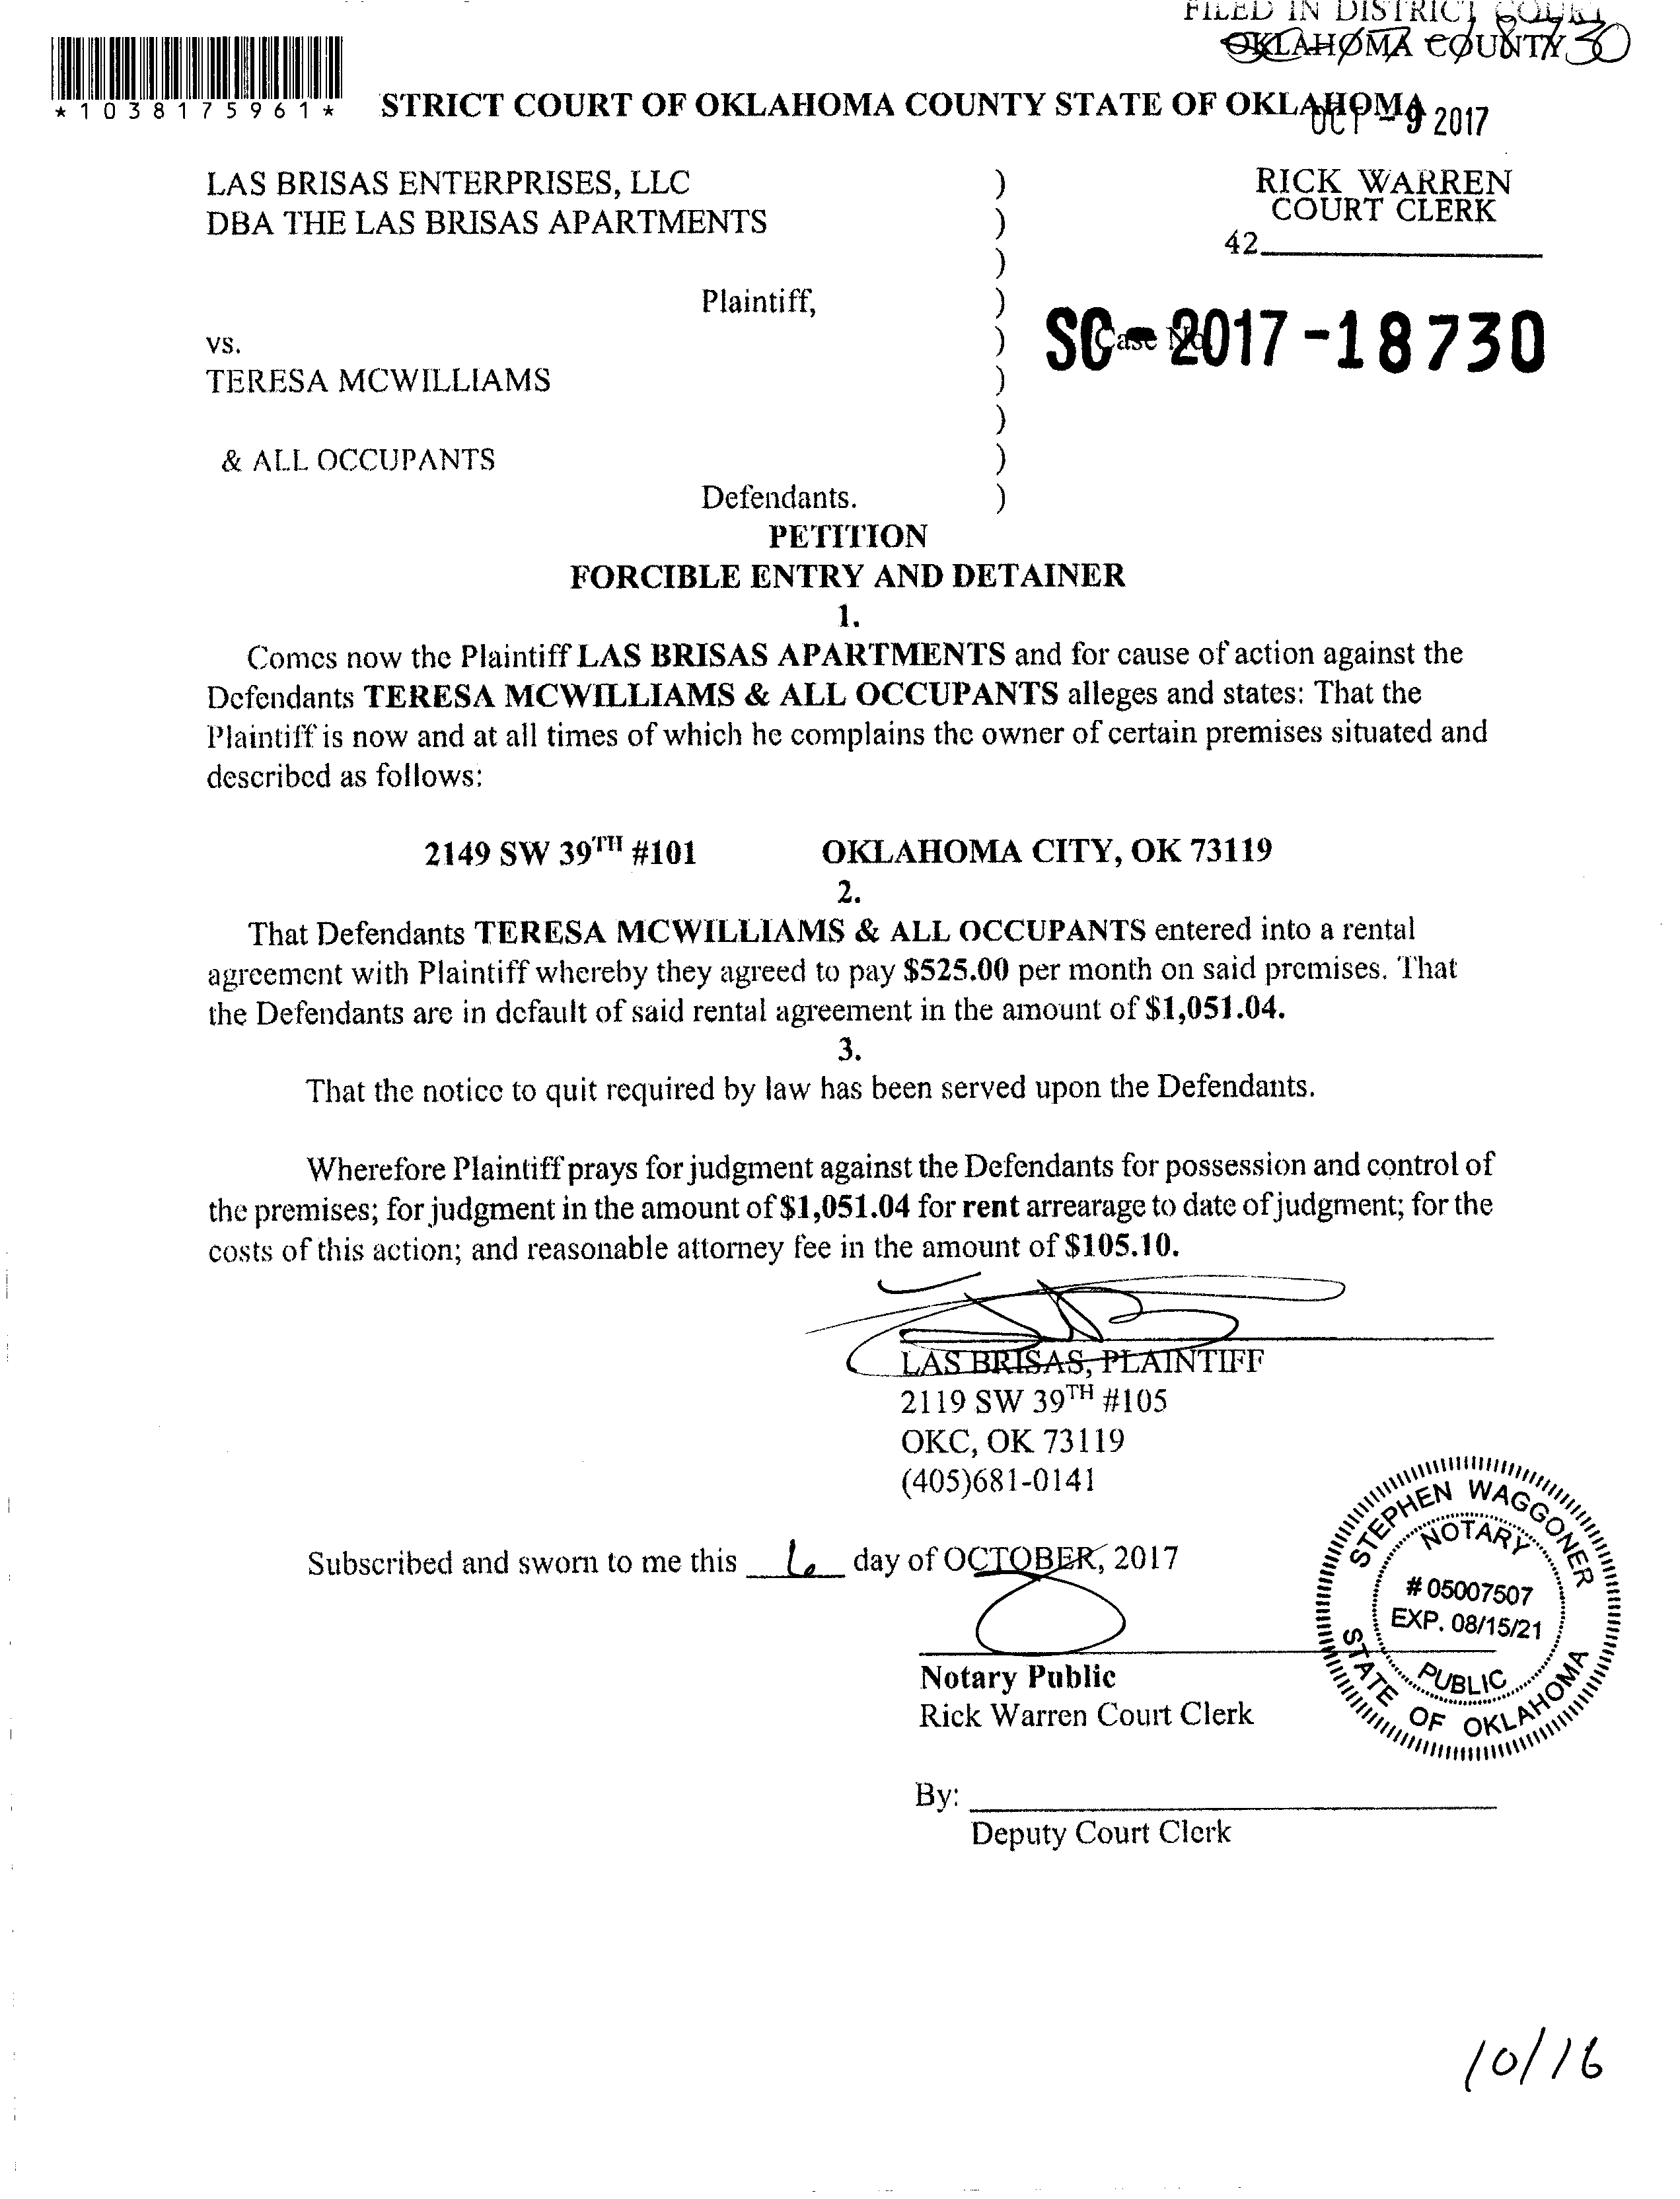 FILED IN DISTRICT COURT
OKLAHOMA COUNTY
*1038175961*
STRICT COURT OF OKLAHOMA COUNTY STATE OF OKLAHOMA
OCT - 9 2017
LAS BRISAS ENTERPRISES, LLC )
DBA THE LAS BRISAS APARTMENTS )
)
RICK WARREN
COURT CLERK
42
Plaintiff, )
vs. )
Case No.
SC - 2017 - 18730
TERESA MCWILLIAMS )
)
& ALL OCCUPANTS )
Defendants. )
PETITION
FORCIBLE ENTRY AND DETAINER
1.
Comes now the Plaintiff LAS BRISAS APARTMENTS and for cause of action against the
Defendants TERESA MCWILLIAMS & ALL OCCUPANTS alleges and states: That the
Plaintiff is now and at all times of which he complains the owner of certain premises situated and
described as follows:
2149 SW 39TH #101 OKLAHOMA CITY, OK 73119
2.
That Defendants TERESA MCWILLIAMS & ALL OCCUPANTS entered into a rental
agreement with Plaintiff whereby they agreed to pay $525.00 per month on said premises. That
the Defendants are in default of said rental agreement in the amount of $1,051.04.
3.
That the notice to quit required by law has been served upon the Defendants.
Wherefore Plaintiff prays for judgment against the Defendants for possession and control of
the premises; for judgment in the amount of $1,051.04 for rent arrearage to date of judgment; for the
costs of this action; and reasonable attorney fee in the amount of $105.10.
LAS BRISAS, PLAINTIFF
2119 SW 39TH #105
OKC, OK 73119
(405)681-0141
Subscribed and sworn to me this 6 day of OCTOBER, 2017
STEPHEN WAGGONER
NOTARY
# 05007507
EXP. 08/15/21
PUBLIC
STATE OF OKLAHOMA
Notary Public
Rick Warren Court Clerk
By:
Deputy Court Clerk
10/16